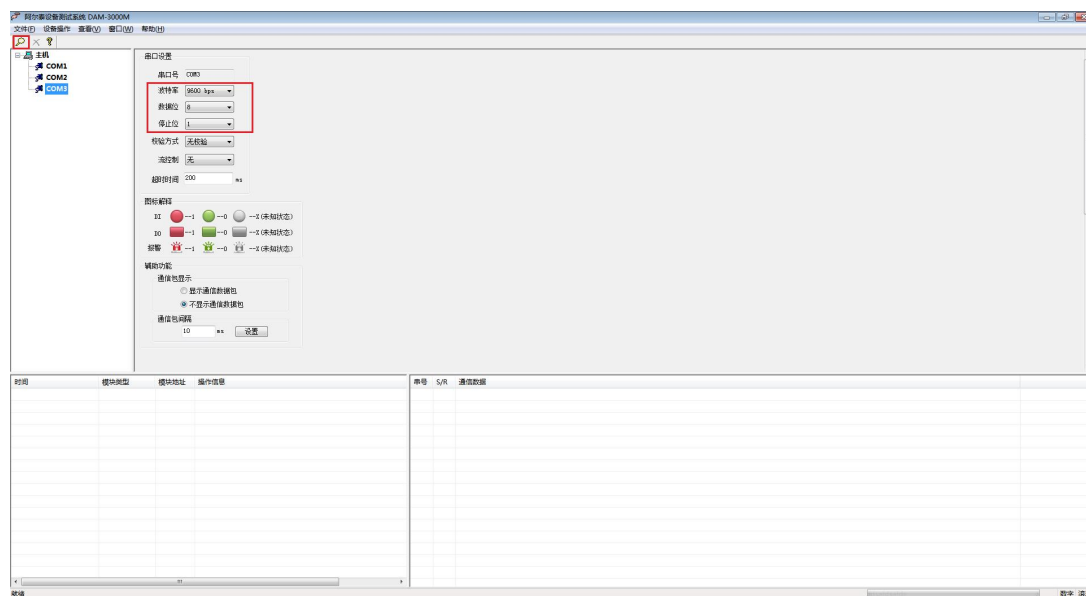 阿尔泰设备测试系统 DAM-3000M
文件(F) 设备操作 查看(V) 窗口(W) 帮助(H)
主机
COM1
COM2
COM3
串口设置
串口号 COM3
波特率 9600 bps
数据位 8
停止位 1
校验方式 无校验
流控制 无
超时时间 200 ms
图标解释
DI --1 --0 --X(未知状态)
DO --1 --0 --X(未知状态)
报警 --1 --0 --X(未知状态)
辅助功能
通信包显示
显示通信数据包
不显示通信数据包
通信包间隔
10 ms 设置
时间 模块类型 模块地址 操作信息
串号 S/R 通信数据
就绪 数字